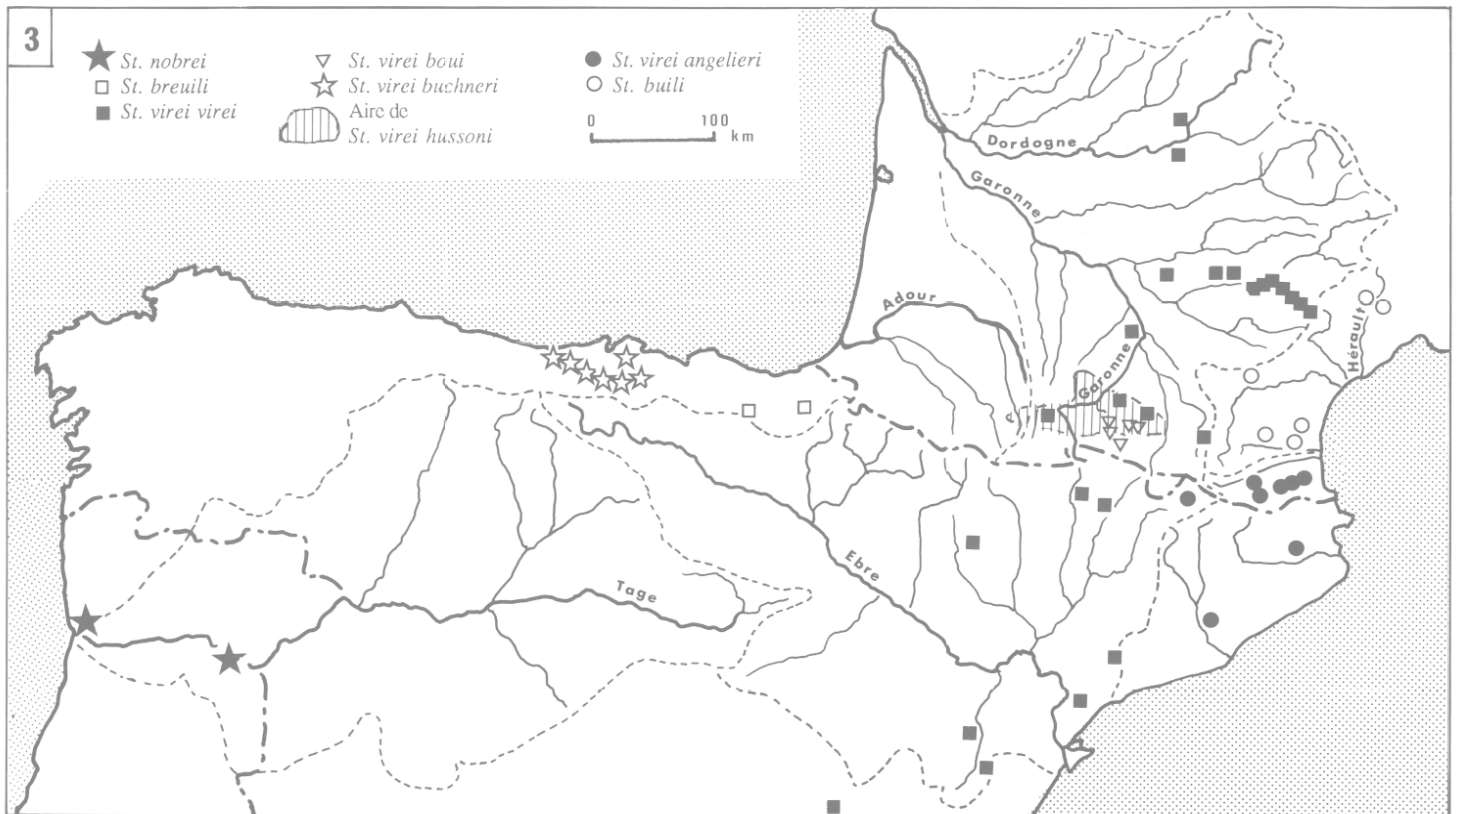 3
St. nobrei
St. breuili
St. virei virei
St. virei boui
St. virei buchneri
Aire de
St. virei hussoni
St. virei angelieri
St. buili
0 100
km
Dordogne
Garonne
Adour
Garonne
Hérault
Ebre
Tage